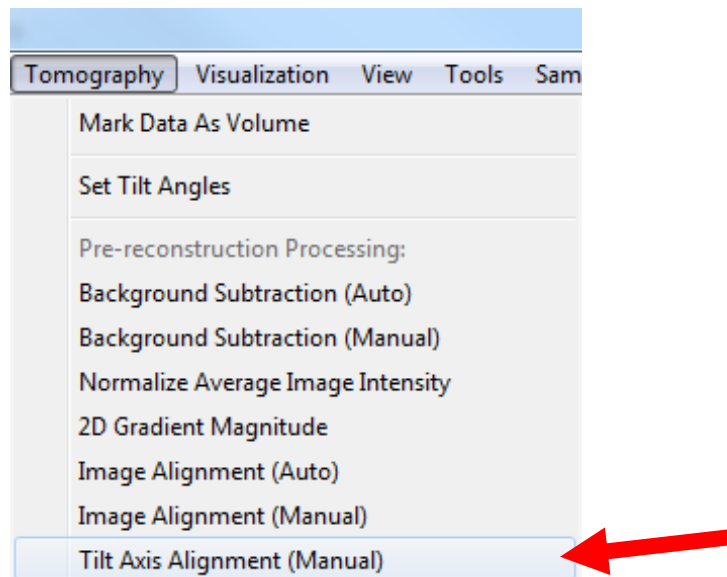 Tomography Visualization View Tools Sam
Mark Data As Volume
Set Tilt Angles
Pre-reconstruction Processing:
Background Subtraction (Auto)
Background Subtraction (Manual)
Normalize Average Image Intensity
2D Gradient Magnitude
Image Alignment (Auto)
Image Alignment (Manual)
Tilt Axis Alignment (Manual)